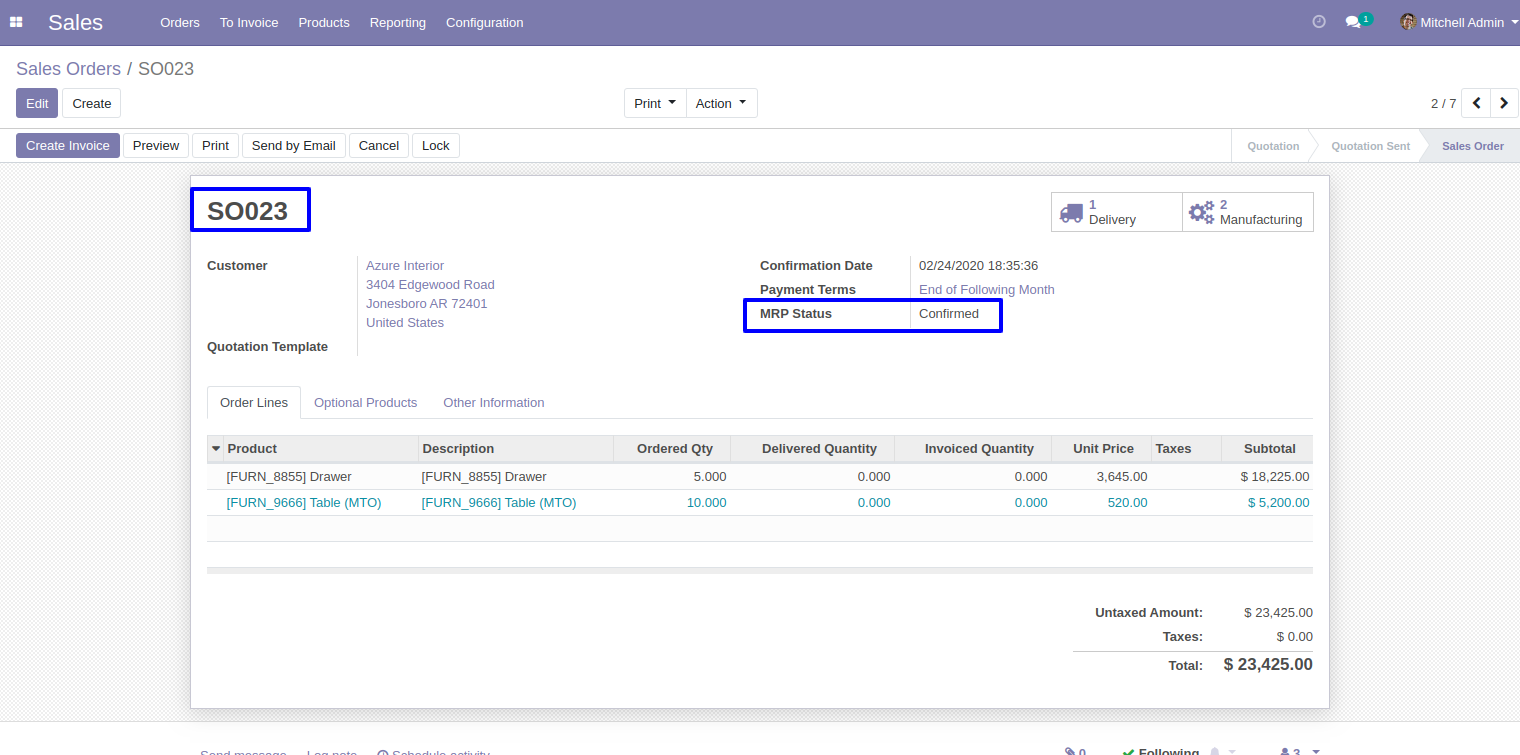 Sales Orders To Invoice Products Reporting Configuration 1 Mitchell Admin
Sales Orders / SO023
Edit Create Print Action 2 / 7
Create Invoice Preview Print Send by Email Cancel Lock Quotation Quotation Sent Sales Order
SO023
1 Delivery
2 Manufacturing
Customer Azure Interior
3404 Edgewood Road
Jonesboro AR 72401
United States
Quotation Template
Confirmation Date 02/24/2020 18:35:36
Payment Terms End of Following Month
MRP Status Confirmed
Order Lines Optional Products Other Information
Product Description Ordered Qty Delivered Quantity Invoiced Quantity Unit Price Taxes Subtotal
[FURN_8855] Drawer [FURN_8855] Drawer 5.000 0.000 0.000 3,645.00 $ 18,225.00
[FURN_9666] Table (MTO) [FURN_9666] Table (MTO) 10.000 0.000 0.000 520.00 $ 5,200.00
Untaxed Amount: $ 23,425.00
Taxes: $ 0.00
Total: $ 23,425.00
Send message Log note Schedule activity 0 Following 3